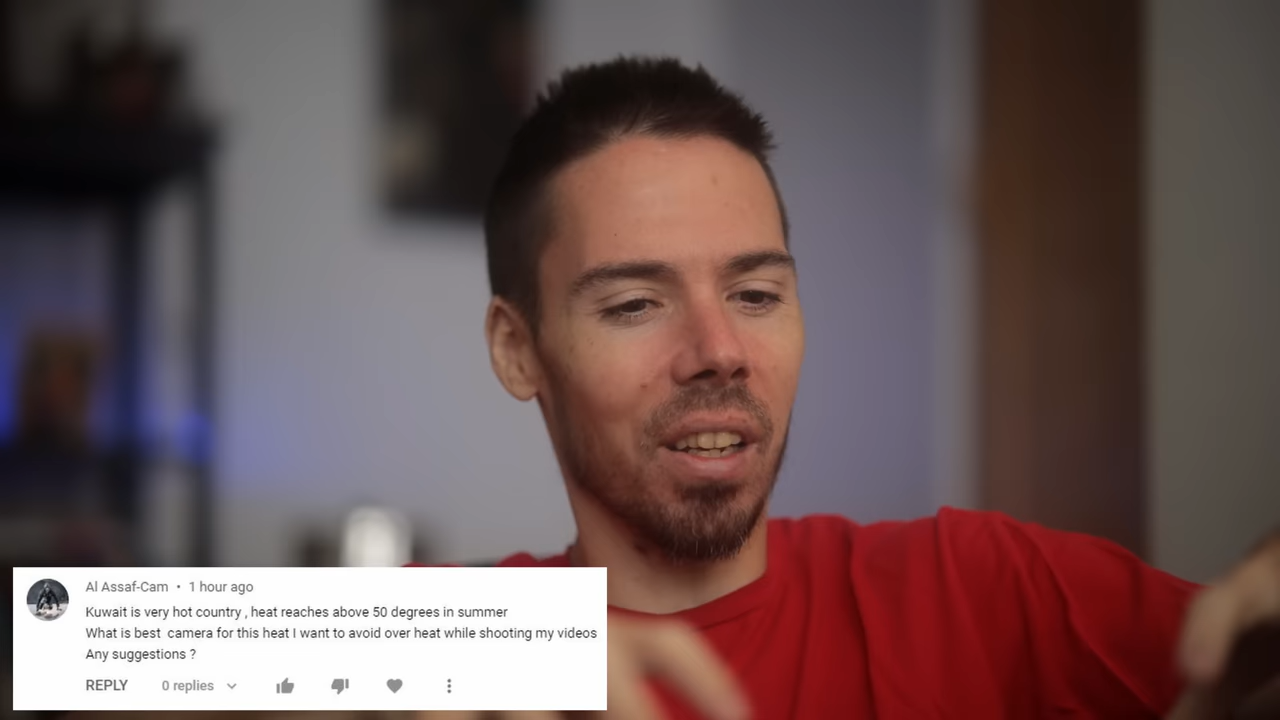 Al Assaf-Cam • 1 hour ago
Kuwait is very hot country , heat reaches above 50 degrees in summer
What is best camera for this heat I want to avoid over heat while shooting my videos
Any suggestions ?
REPLY 0 replies